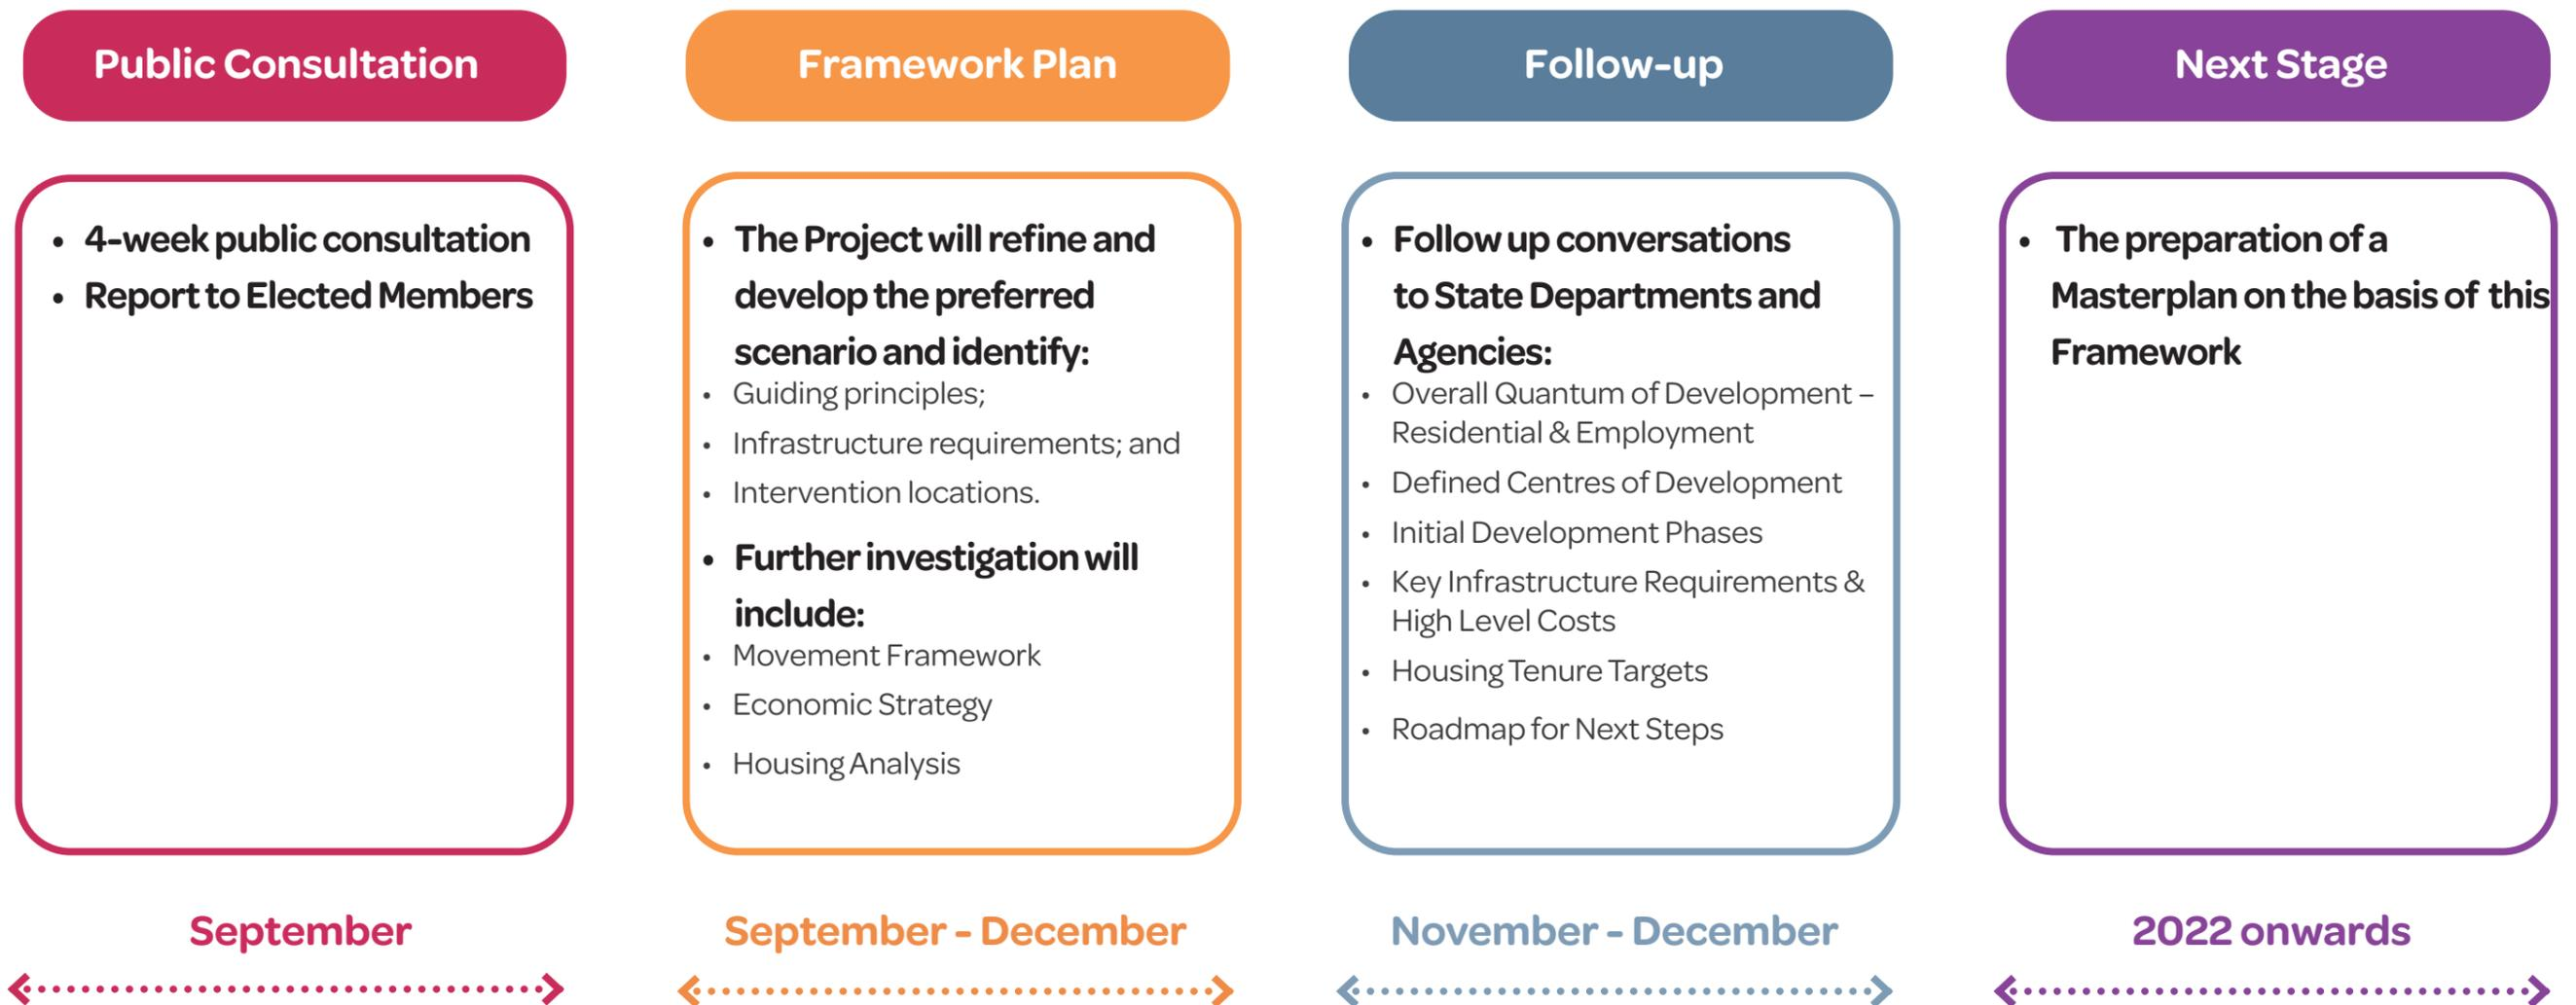 Public Consultation
• 4-week public consultation
• Report to Elected Members
September
Framework Plan
• The Project will refine and
develop the preferred
scenario and identify:
• Guiding principles;
• Infrastructure requirements; and
• Intervention locations.
• Further investigation will
include:
• Movement Framework
• Economic Strategy
• Housing Analysis
September - December
Follow-up
• Follow up conversations
to State Departments and
Agencies:
• Overall Quantum of Development –
Residential & Employment
• Defined Centres of Development
• Initial Development Phases
• Key Infrastructure Requirements &
High Level Costs
• Housing Tenure Targets
• Roadmap for Next Steps
November - December
Next Stage
• The preparation of a
Masterplan on the basis of this
Framework
2022 onwards